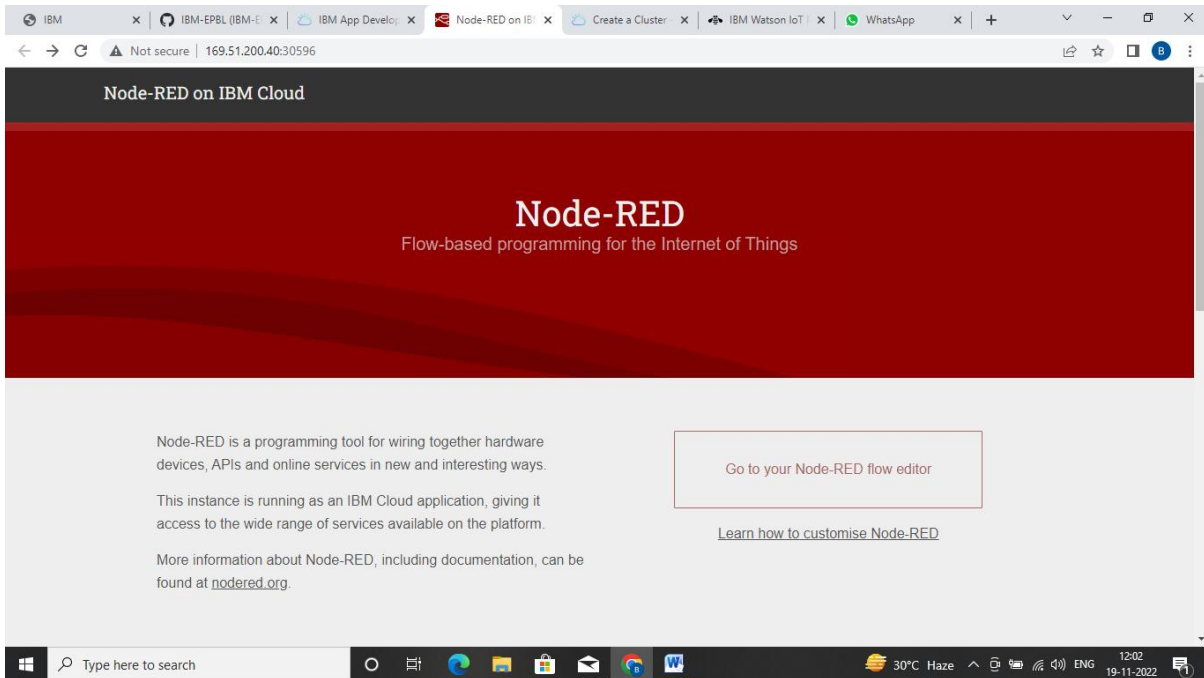 IBM
IBM-EPBL (IBM-E
IBM App Develop
Node-RED on IB
Create a Cluster
IBM Watson IoT
WhatsApp
Not secure | 169.51.200.40:30596
B
Node-RED on IBM Cloud
Node-RED
Flow-based programming for the Internet of Things
Node-RED is a programming tool for wiring together hardware
devices, APIs and online services in new and interesting ways.
This instance is running as an IBM Cloud application, giving it
access to the wide range of services available on the platform.
More information about Node-RED, including documentation, can be
found at nodered.org.
Go to your Node-RED flow editor
Learn how to customise Node-RED
Type here to search
30°C Haze
ENG
12:02
19-11-2022
1